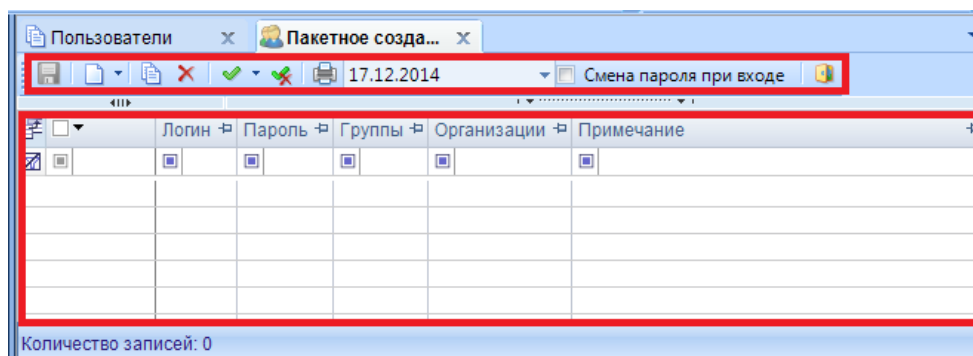 Пользователи Пакетное созда...
17.12.2014 Смена пароля при входе
Логин Пароль Группы Организации Примечание
Количество записей: 0